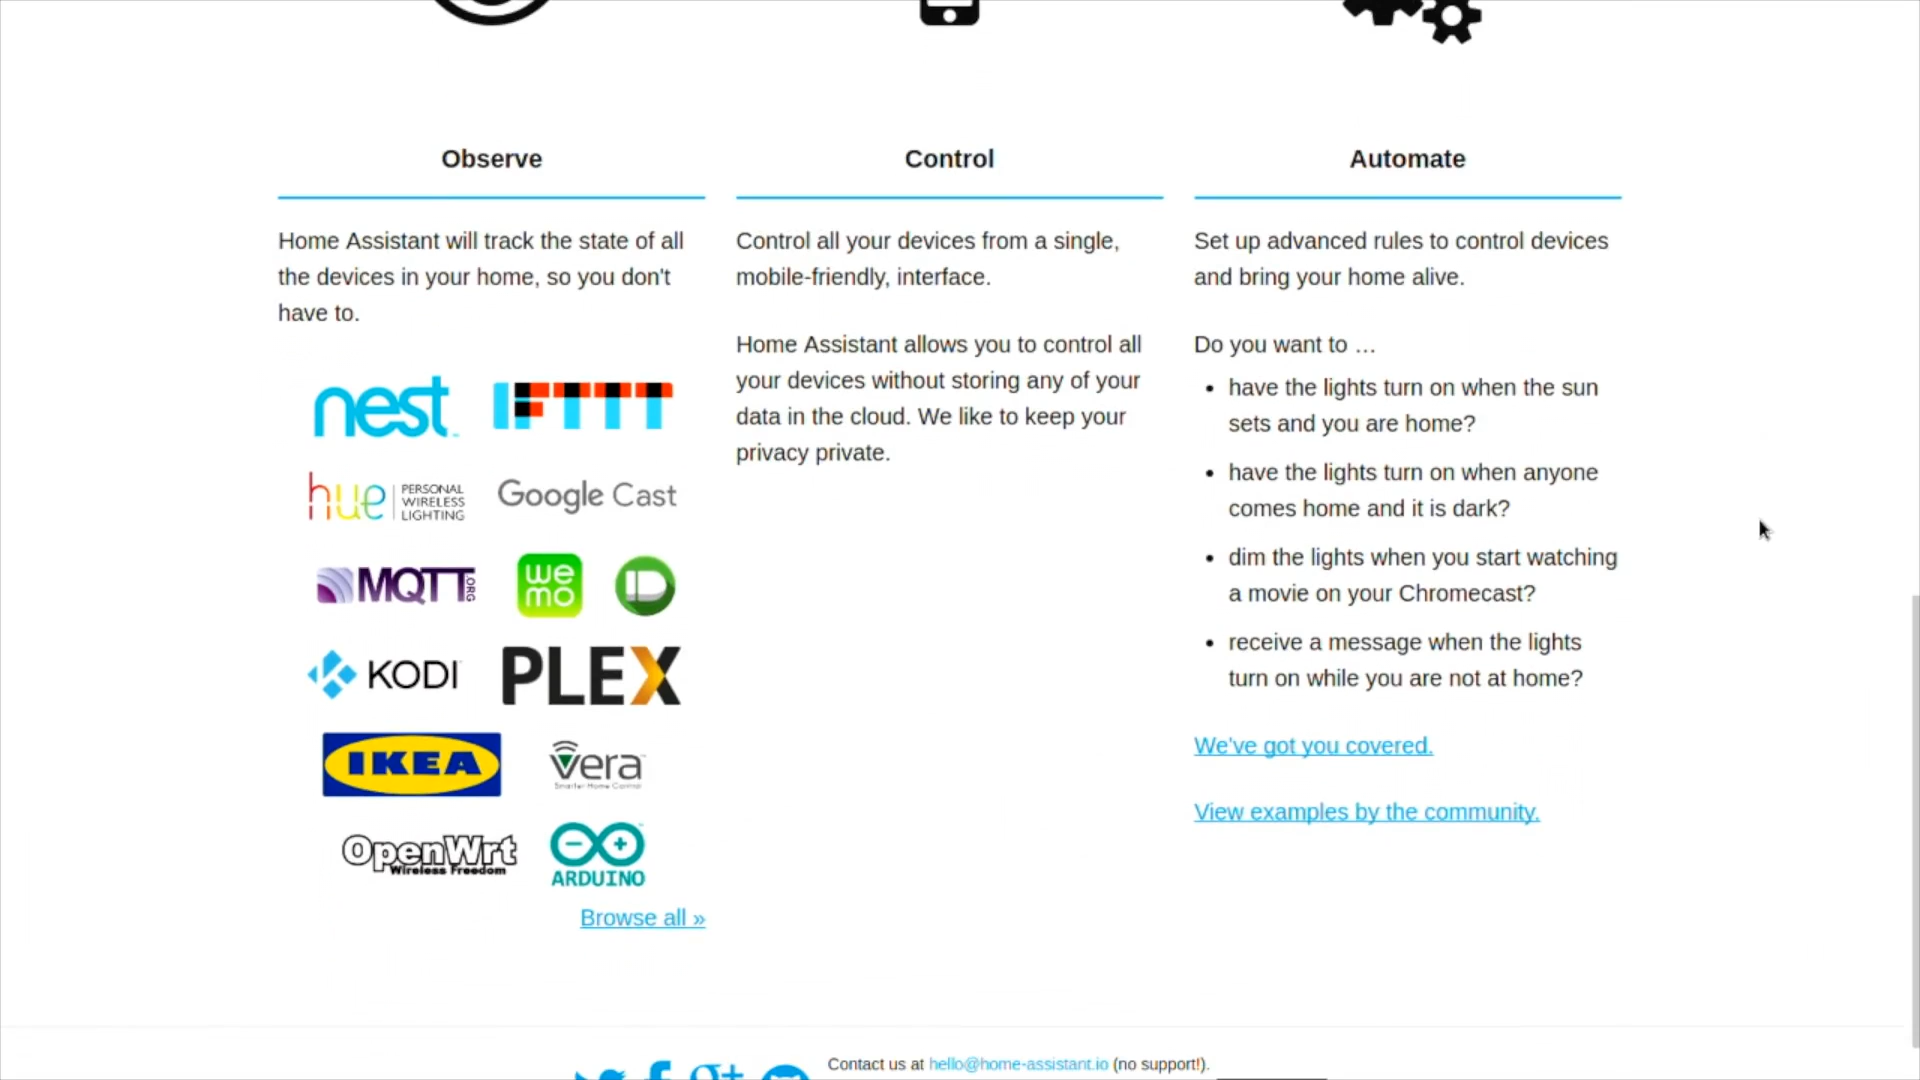 Observe
Home Assistant will track the state of all
the devices in your home, so you don't
have to.
nest
IFTTT
hue PERSONAL
WIRELESS
LIGHTING
Google Cast
MQTT.ORG
we
mo
KODI
PLEX
IKEA
vera
Smarter Home Control
OpenWrt
Wireless Freedom
ARDUINO
Browse all »
Control
Control all your devices from a single,
mobile-friendly, interface.
Home Assistant allows you to control all
your devices without storing any of your
data in the cloud. We like to keep your
privacy private.
Automate
Set up advanced rules to control devices
and bring your home alive.
Do you want to …
• have the lights turn on when the sun
sets and you are home?
• have the lights turn on when anyone
comes home and it is dark?
• dim the lights when you start watching
a movie on your Chromecast?
• receive a message when the lights
turn on while you are not at home?
We've got you covered.
View examples by the community.
Contact us at hello@home-assistant.io (no support!).